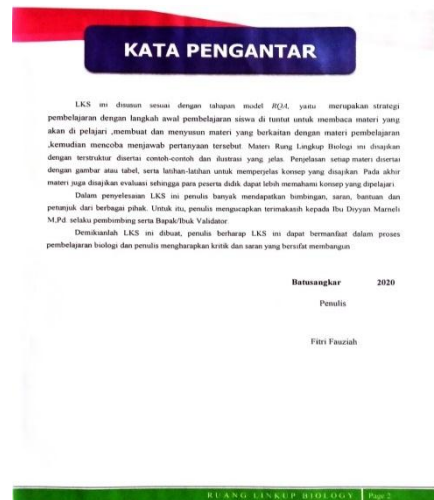 KATA PENGANTAR
LKS ini disusun sesuai dengan tahapan model RQA, yaitu merupakan strategi
pembelajaran dengan langkah awal pembelajaran siswa di tuntut untuk membaca materi yang
akan di pelajari ,membuat dan menyusun materi yang berkaitan dengan materi pembelajaran
,kemudian mencoba menjawab pertanyaan tersebut. Materi Rung Lingkup Biologi ini disajikan
dengan terstruktur disertai contoh-contoh dan ilustrasi yang jelas. Penjelasan setiap materi disertai
dengan gambar atau tabel, serta latihan-latihan untuk memperjelas konsep yang disajikan. Pada akhir
materi juga disajikan evaluasi sehingga para peserta didik dapat lebih memahami konsep yang dipelajari.
Dalam penyelesaian LKS ini penulis banyak mendapatkan bimbingan, saran, bantuan dan
petunjuk dari berbagai pihak. Untuk itu, penulis mengucapkan terimakasih kepada Ibu Diyyan Marneli
M.Pd. selaku pembimbing serta Bapak/Ibuk Validator.
Demikianlah LKS ini dibuat, penulis berharap LKS ini dapat bermanfaat dalam proses
pembelajaran biologi dan penulis mengharapkan kritik dan saran yang bersifat membangun
Batusangkar 2020
Penulis
Fitri Fauziah
RUANG LINKUP BIOLOGY Page 2